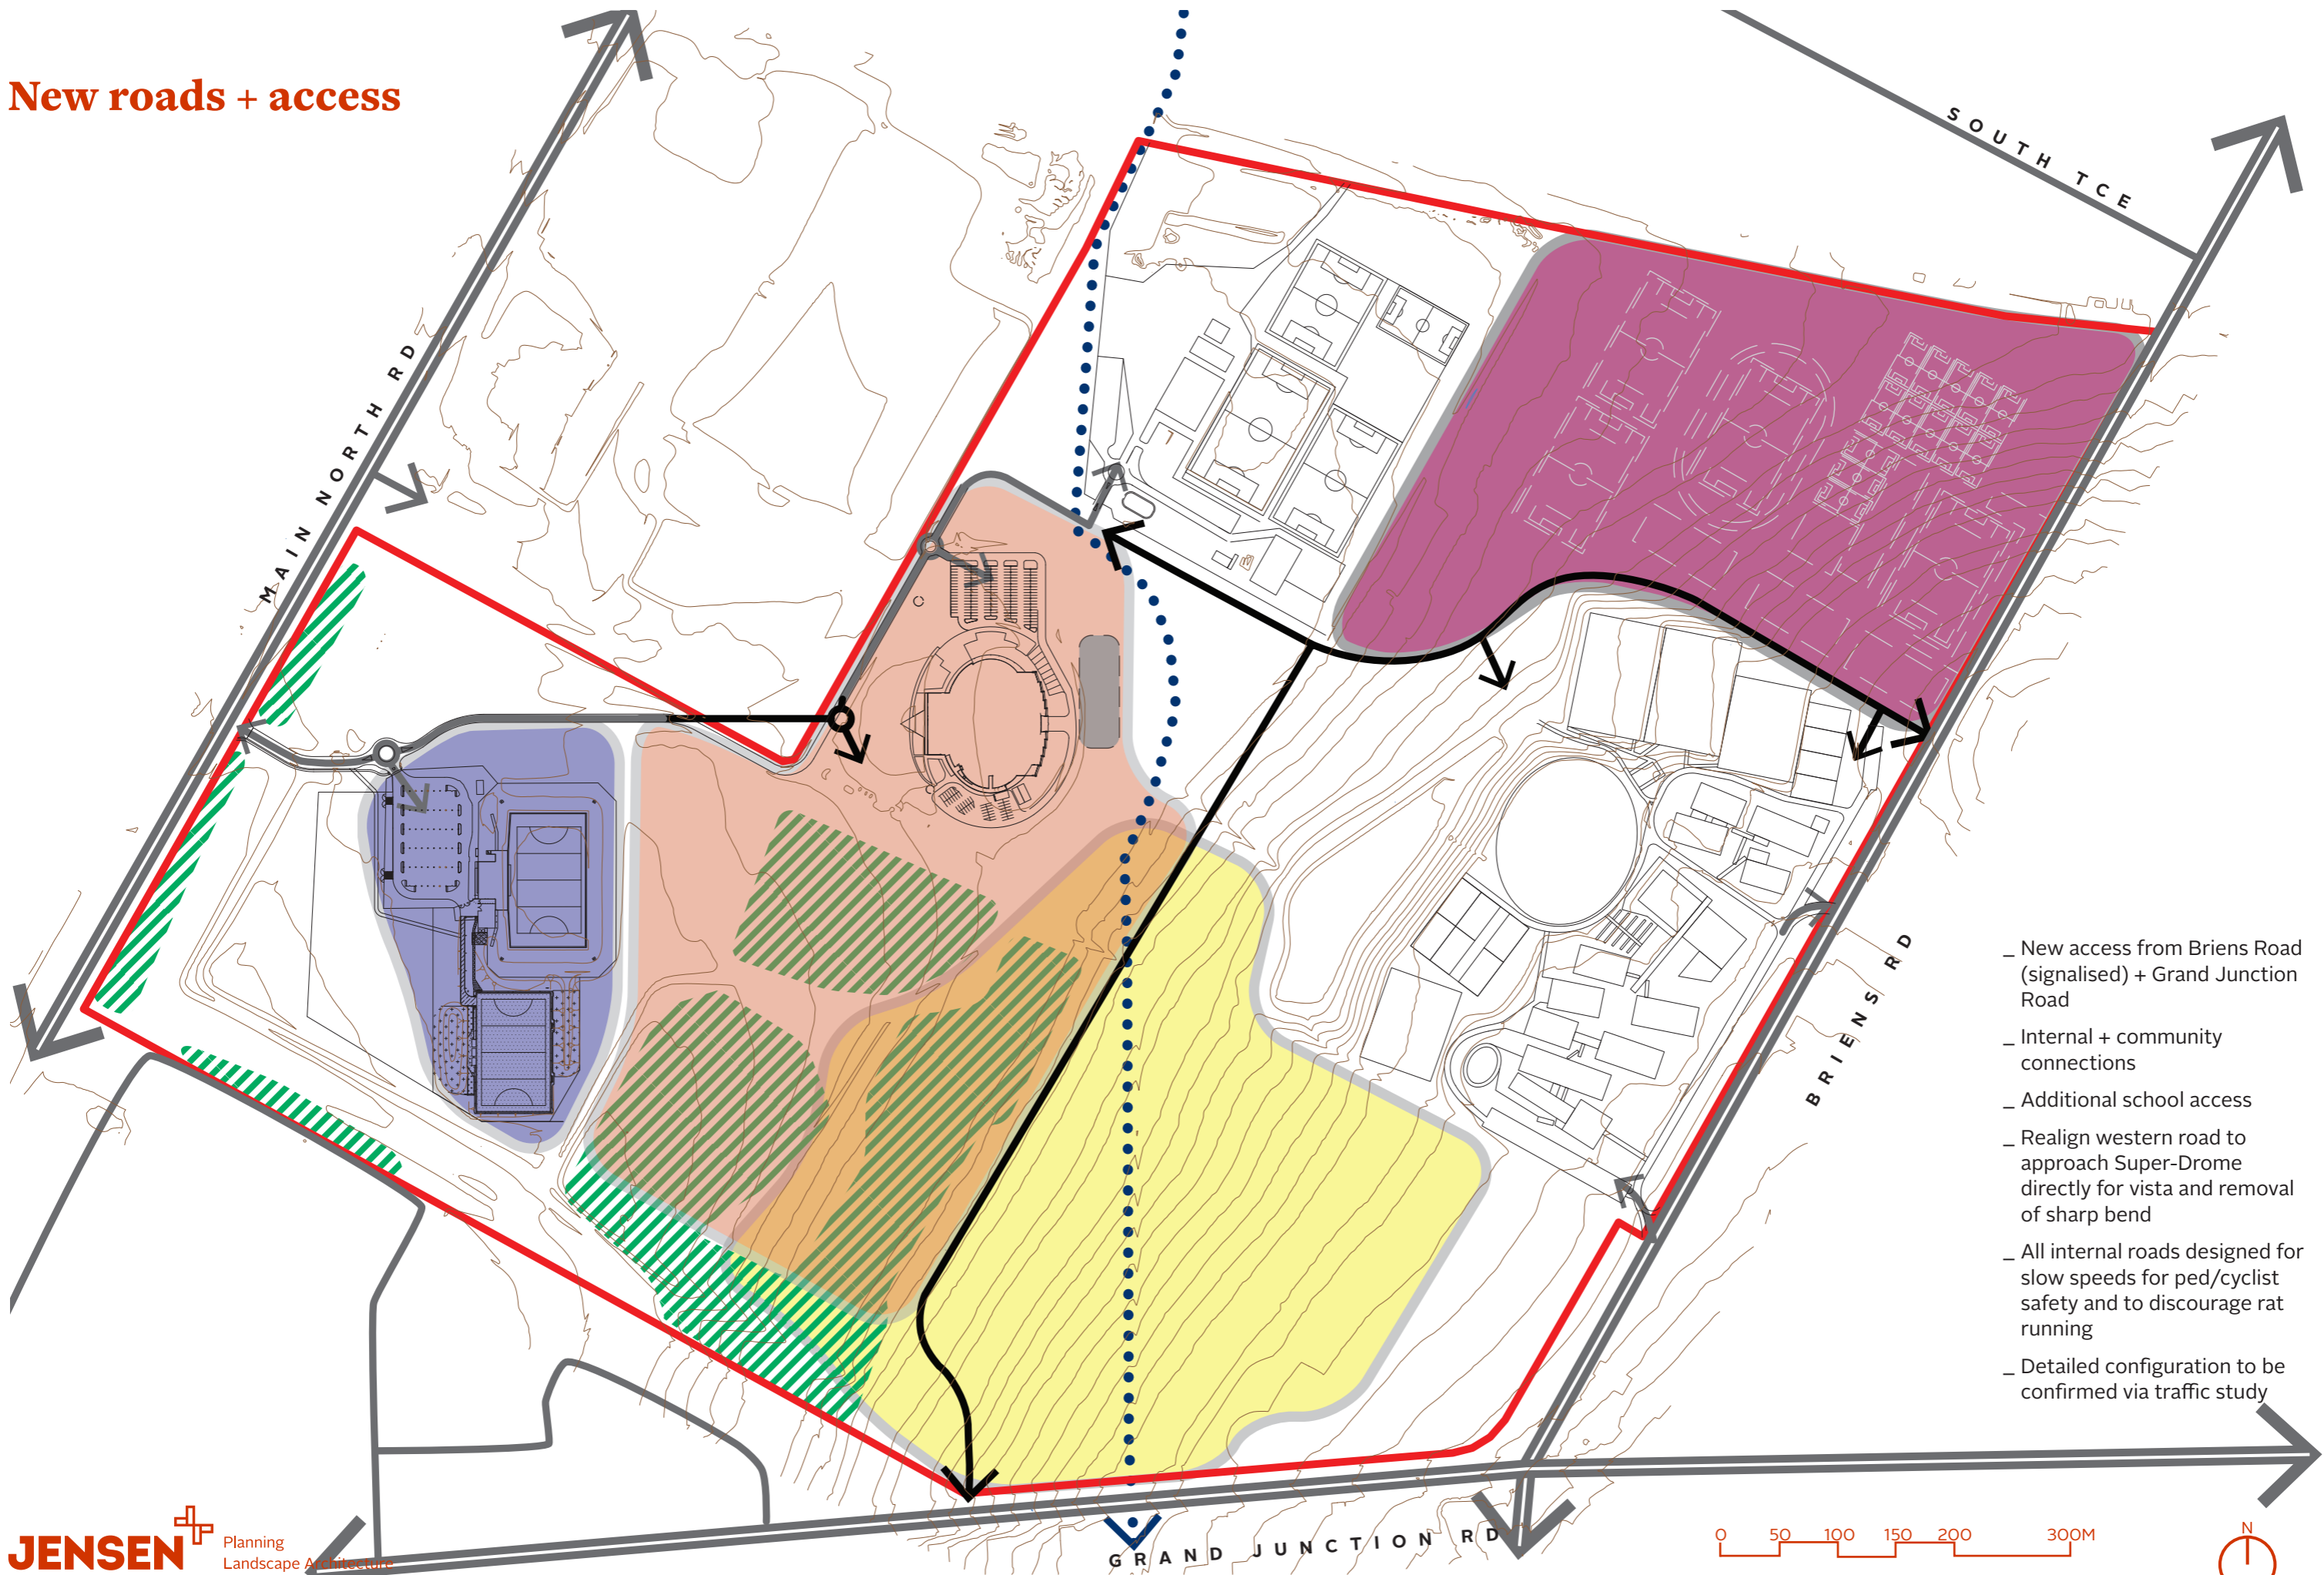 New roads + access
SOUTH TCE
MAIN NORTH RD
BRIENS RD
_ New access from Briens Road
(signalised) + Grand Junction
Road
_ Internal + community
connections
_ Additional school access
_ Realign western road to
approach Super-Drome
directly for vista and removal
of sharp bend
_ All internal roads designed for
slow speeds for ped/cyclist
safety and to discourage rat
running
_ Detailed configuration to be
confirmed via traffic study
GRAND JUNCTION RD
JENSEN
Planning
Landscape Architecture
0 50 100 150 200 300M
N